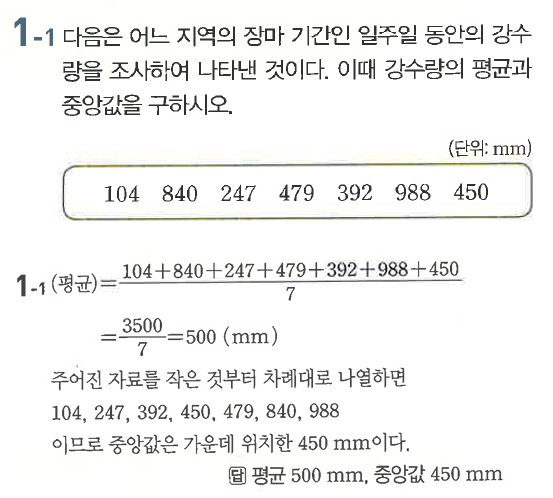 1-1 다음은 어느 지역의 장마 기간인 일주일 동안의 강수
량을 조사하여 나타낸 것이다. 이때 강수량의 평균과
중앙값을 구하시오.
(단위: mm)
104 840 247 479 392 988 450
1-1 (평균)=\frac{104+840+247+479+392+988+450}{7}
=\frac{3500}{7}=500 (mm)
주어진 자료를 작은 것부터 차례대로 나열하면
104, 247, 392, 450, 479, 840, 988
이므로 중앙값은 가운데 위치한 450 mm이다.
답 평균 500 mm, 중앙값 450 mm